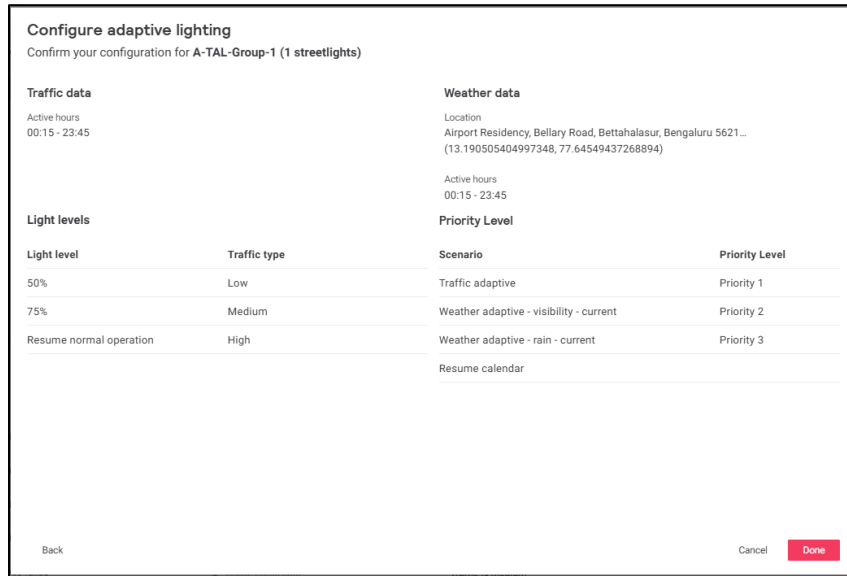 Configure adaptive lighting
Confirm your configuration for A-TAL-Group-1 (1 streetlights)
Traffic data
Active hours
00:15 - 23:45
Weather data
Location
Airport Residency, Bellary Road, Bettahalasur, Bengaluru 5621...
(13.190505404997348, 77.64549437268894)
Active hours
00:15 - 23:45
Light levels
Light level Traffic type
50% Low
75% Medium
Resume normal operation High
Priority Level
Scenario Priority Level
Traffic adaptive Priority 1
Weather adaptive - visibility - current Priority 2
Weather adaptive - rain - current Priority 3
Resume calendar
Back
Cancel
Done